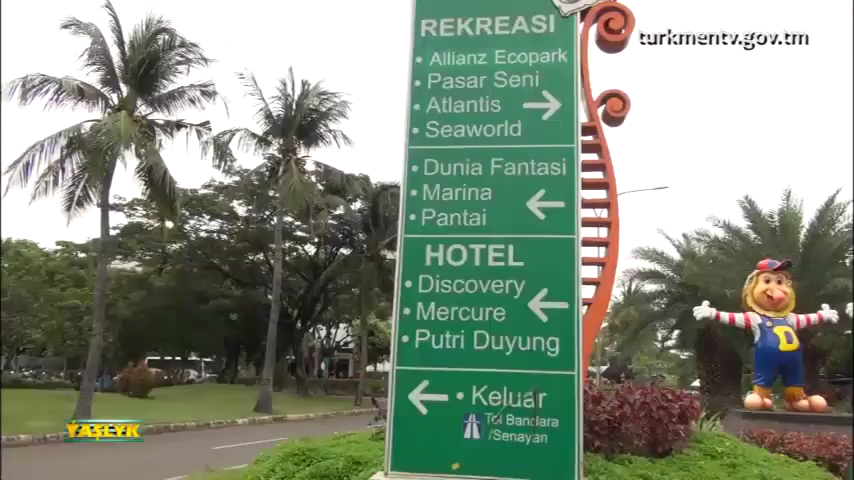 turkmentv.gov.tm
REKREASI
• Allianz Ecopark
• Pasar Seni
• Atlantis
• Seaworld
• Dunia Fantasi
• Marina
• Pantai
HOTEL
• Discovery
• Mercure
• Putri Duyung
• Keluar
Tol Bandara
/Senayan
YAŞLYK